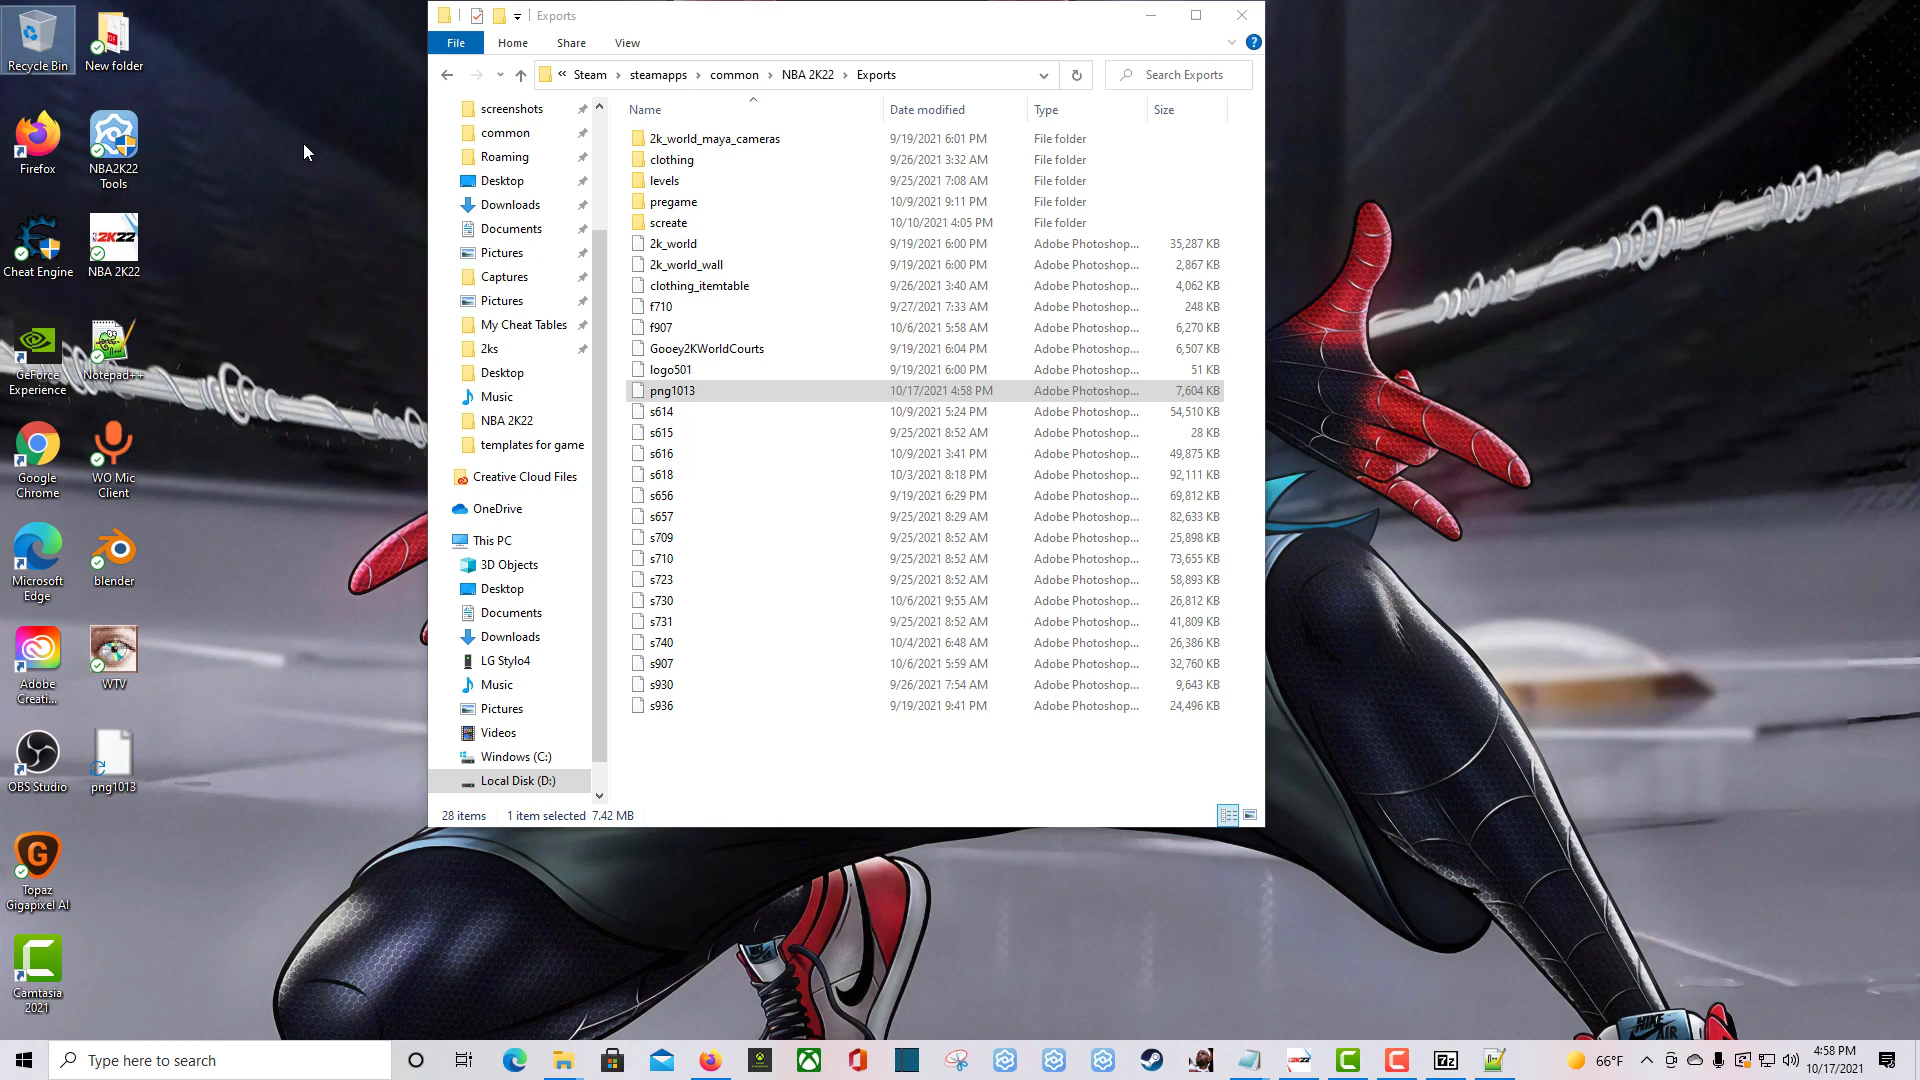 Exports
File
Home
Share
View
« Steam › steamapps › common › NBA 2K22 › Exports
Search Exports
Recycle Bin
New folder
Firefox
NBA2K22
Tools
Cheat Engine
NBA 2K22
GeForce
Experience
Notepad++
Google
Chrome
WO Mic
Client
Microsoft
Edge
blender
Adobe
Creati...
WTV
OBS Studio
png1013
Topaz
Gigapixel AI
Camtasia
2021
screenshots
common
Roaming
Desktop
Downloads
Documents
Pictures
Captures
Pictures
My Cheat Tables
2ks
Desktop
Music
NBA 2K22
templates for game
Creative Cloud Files
OneDrive
This PC
3D Objects
Desktop
Documents
Downloads
LG Stylo4
Music
Pictures
Videos
Windows (C:)
Local Disk (D:)
Name Date modified Type Size
2k_world_maya_cameras 9/19/2021 6:01 PM File folder
clothing 9/26/2021 3:32 AM File folder
levels 9/25/2021 7:08 AM File folder
pregame 10/9/2021 9:11 PM File folder
screate 10/10/2021 4:05 PM File folder
2k_world 9/19/2021 6:00 PM Adobe Photoshop... 35,287 KB
2k_world_wall 9/19/2021 6:00 PM Adobe Photoshop... 2,867 KB
clothing_itemtable 9/26/2021 3:40 AM Adobe Photoshop... 4,062 KB
f710 9/27/2021 7:33 AM Adobe Photoshop... 248 KB
f907 10/6/2021 5:58 AM Adobe Photoshop... 6,270 KB
Gooey2KWorldCourts 9/19/2021 6:04 PM Adobe Photoshop... 6,507 KB
logo501 9/19/2021 6:00 PM Adobe Photoshop... 51 KB
png1013 10/17/2021 4:58 PM Adobe Photoshop... 7,604 KB
s614 10/9/2021 5:24 PM Adobe Photoshop... 54,510 KB
s615 9/25/2021 8:52 AM Adobe Photoshop... 28 KB
s616 10/9/2021 3:41 PM Adobe Photoshop... 49,875 KB
s618 10/3/2021 8:18 PM Adobe Photoshop... 92,111 KB
s656 9/19/2021 6:29 PM Adobe Photoshop... 69,812 KB
s657 9/25/2021 8:29 AM Adobe Photoshop... 82,633 KB
s709 9/25/2021 8:52 AM Adobe Photoshop... 25,898 KB
s710 9/25/2021 8:52 AM Adobe Photoshop... 73,655 KB
s723 9/25/2021 8:52 AM Adobe Photoshop... 58,893 KB
s730 10/6/2021 9:55 AM Adobe Photoshop... 26,812 KB
s731 9/25/2021 8:52 AM Adobe Photoshop... 41,809 KB
s740 10/4/2021 6:48 AM Adobe Photoshop... 26,386 KB
s907 10/6/2021 5:59 AM Adobe Photoshop... 32,760 KB
s930 9/26/2021 7:54 AM Adobe Photoshop... 9,643 KB
s936 9/19/2021 9:41 PM Adobe Photoshop... 24,496 KB
28 items 1 item selected 7.42 MB
NIKE
AIR
Type here to search
7z
66°F
4:58 PM
10/17/2021